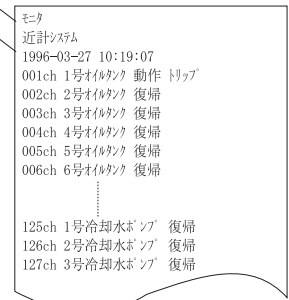 モニタ
近計システム
1996-03-27 10:19:07
001ch 1号オイルタンク 動作 トリップ
002ch 2号オイルタンク 復帰
003ch 3号オイルタンク 復帰
004ch 4号オイルタンク 復帰
005ch 5号オイルタンク 復帰
006ch 6号オイルタンク 復帰
125ch 1号冷却水ポンプ 復帰
126ch 2号冷却水ポンプ 復帰
127ch 3号冷却水ポンプ 復帰